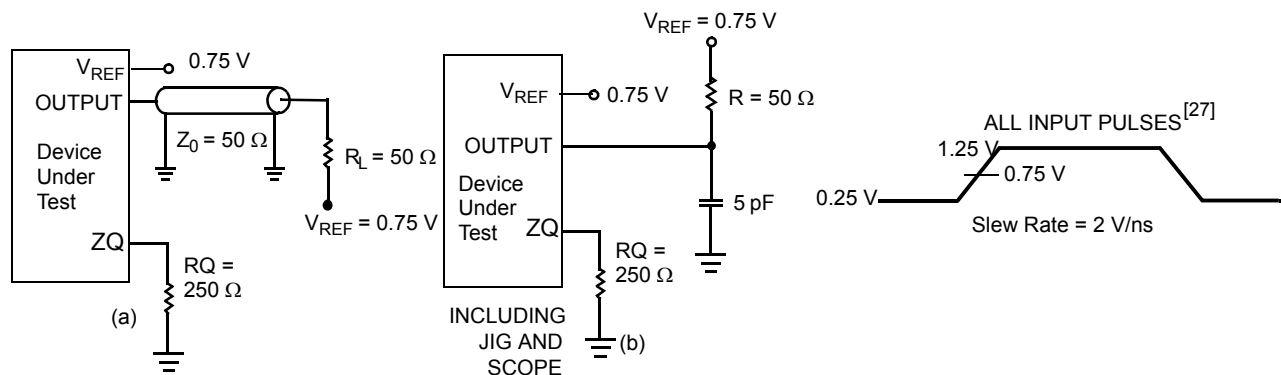 V_REF 0.75 V
OUTPUT
Z_0 = 50 Ω
Device
Under
Test
R_L = 50 Ω
V_REF = 0.75 V
ZQ
RQ =
250 Ω
(a)
V_REF = 0.75 V
V_REF 0.75 V
R = 50 Ω
OUTPUT
Device
Under
Test
5 pF
ZQ
RQ =
250 Ω
INCLUDING
JIG AND
SCOPE
(b)
ALL INPUT PULSES[27]
1.25 V
0.75 V
0.25 V
Slew Rate = 2 V/ns